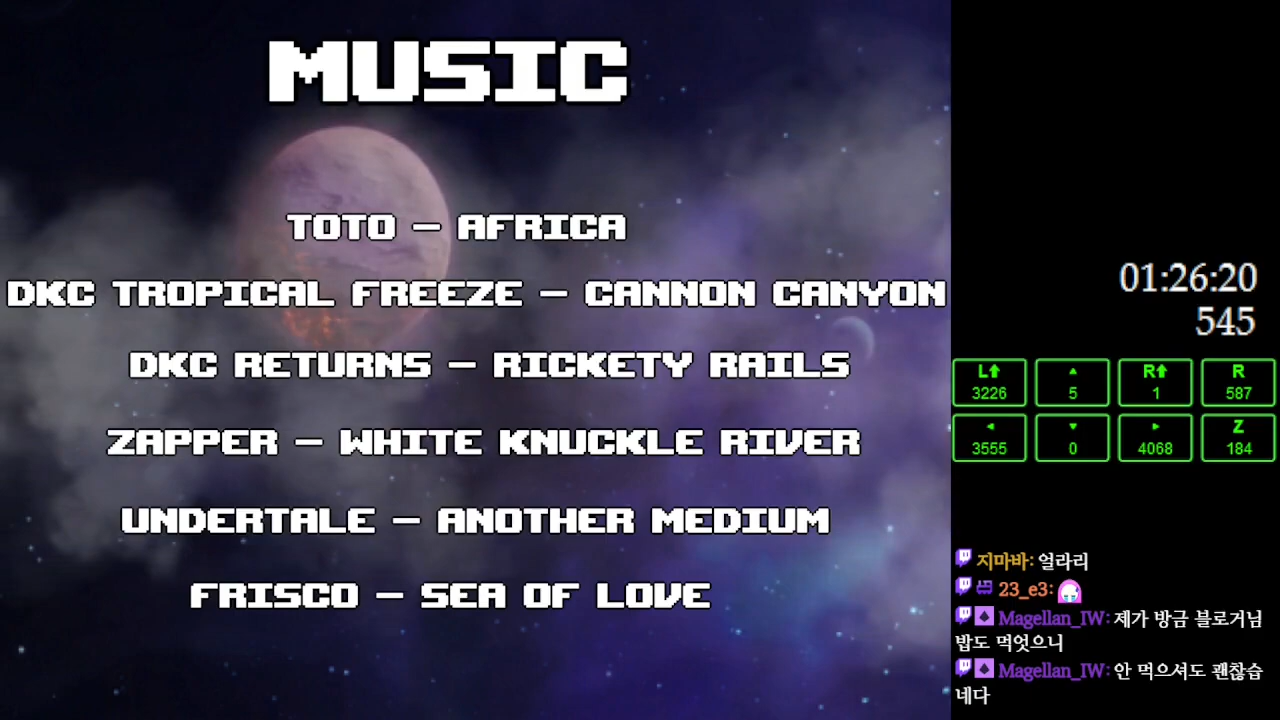 MUSIC
TOTO – AFRICA
DKC TROPICAL FREEZE – CANNON CANYON
DKC RETURNS – RICKETY RAILS
ZAPPER – WHITE KNUCKLE RIVER
UNDERTALE – ANOTHER MEDIUM
FRISCO – SEA OF LOVE
01:26:20
545
L⬆ ▲ R⬆ R
3226 5 1 587
◀ ▼ ▶ Z
3555 0 4068 184
지마바: 얼라리
23_e3:
Magellan_IW: 제가 방금 블로거님
밥도 먹엇으니
Magellan_IW: 안 먹으셔도 괜찮습
네다